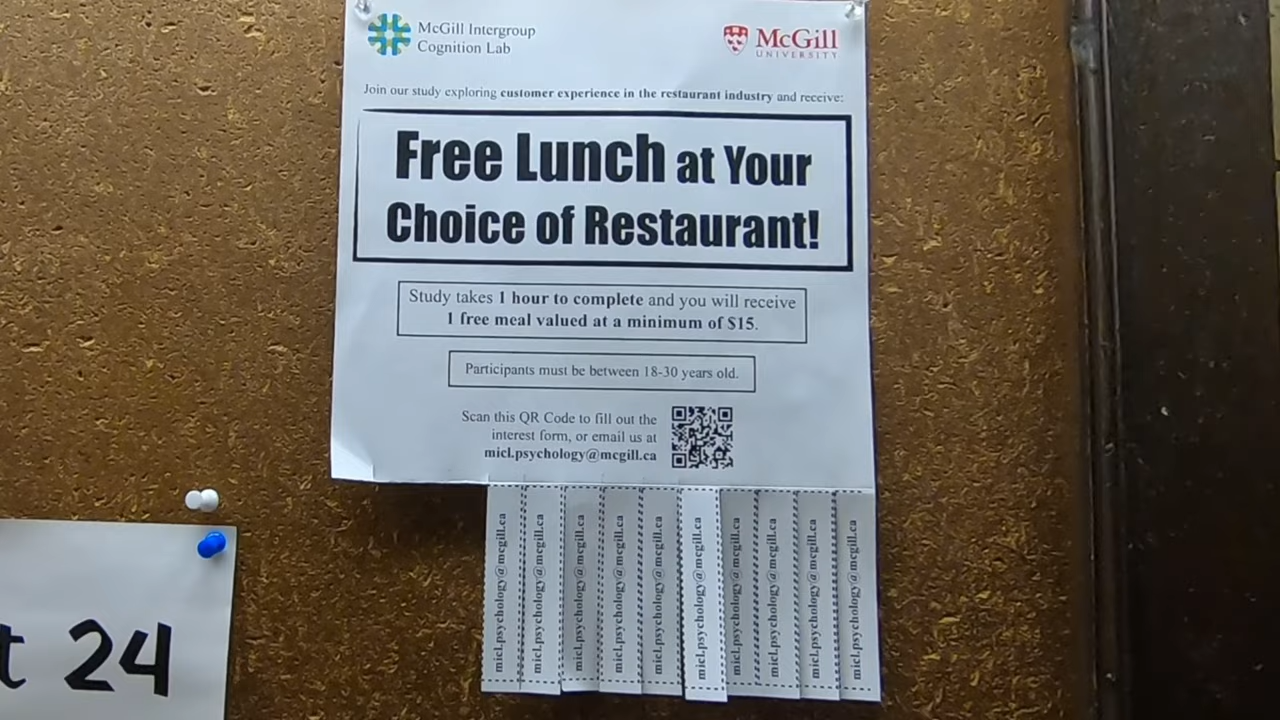 McGill Intergroup
Cognition Lab
McGill
UNIVERSITY
Join our study exploring customer experience in the restaurant industry and receive:
Free Lunch at Your
Choice of Restaurant!
Study takes 1 hour to complete and you will receive
1 free meal valued at a minimum of $15.
Participants must be between 18-30 years old.
Scan this QR Code to fill out the
interest form, or email us at
micl.psychology@mcgill.ca
micl.psychology@mcgill.ca
micl.psychology@mcgill.ca
micl.psychology@mcgill.ca
micl.psychology@mcgill.ca
micl.psychology@mcgill.ca
micl.psychology@mcgill.ca
micl.psychology@mcgill.ca
micl.psychology@mcgill.ca
micl.psychology@mcgill.ca
micl.psychology@mcgill.ca
24